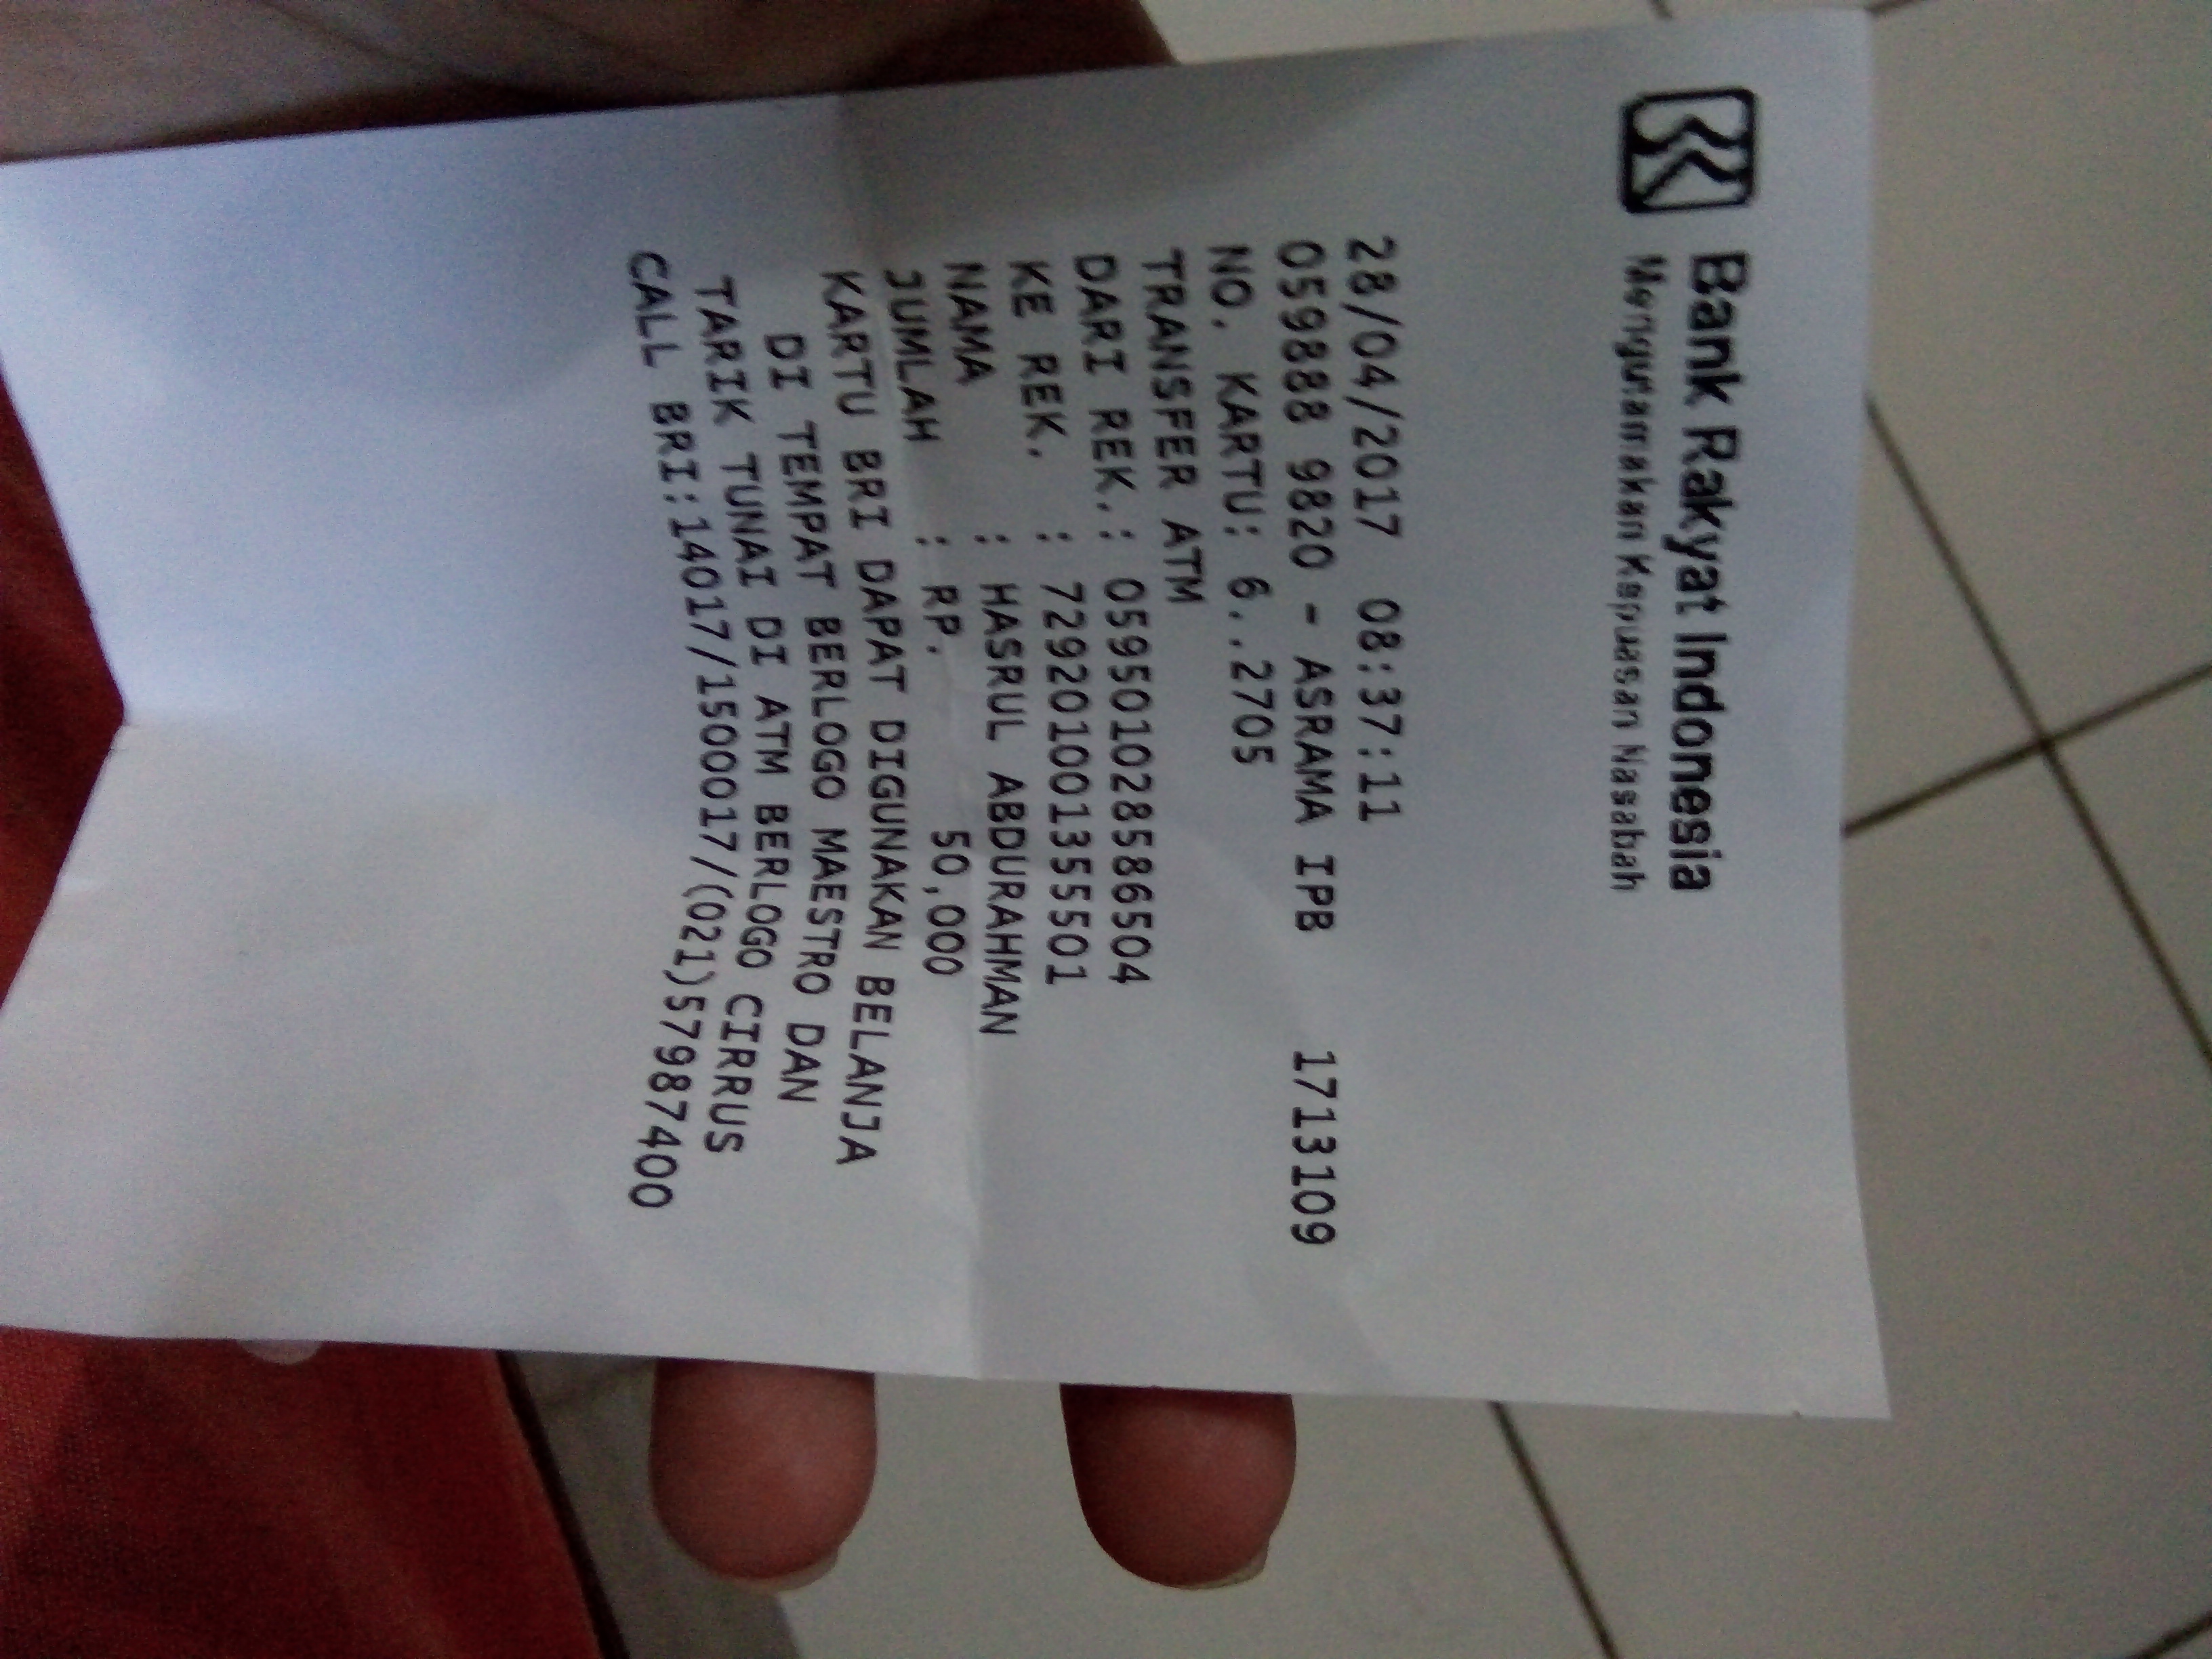 Bank Rakyat Indonesia
Mengutamakan Kepuasan Nasabah
28/04/2017 08:37:11
059888 9820 - ASRAMA IPB 1713109
NO. KARTU: 6..2705
TRANSFER ATM
DARI REK.: 059501028586504
KE REK. : 729201001355501
NAMA : HASRUL ABDURAHMAN
JUMLAH : RP. 50,000
KARTU BRI DAPAT DIGUNAKAN BELANJA
DI TEMPAT BERLOGO MAESTRO DAN
TARIK TUNAI DI ATM BERLOGO CIRRUS
CALL BRI:14017/1500017/(021)57987400